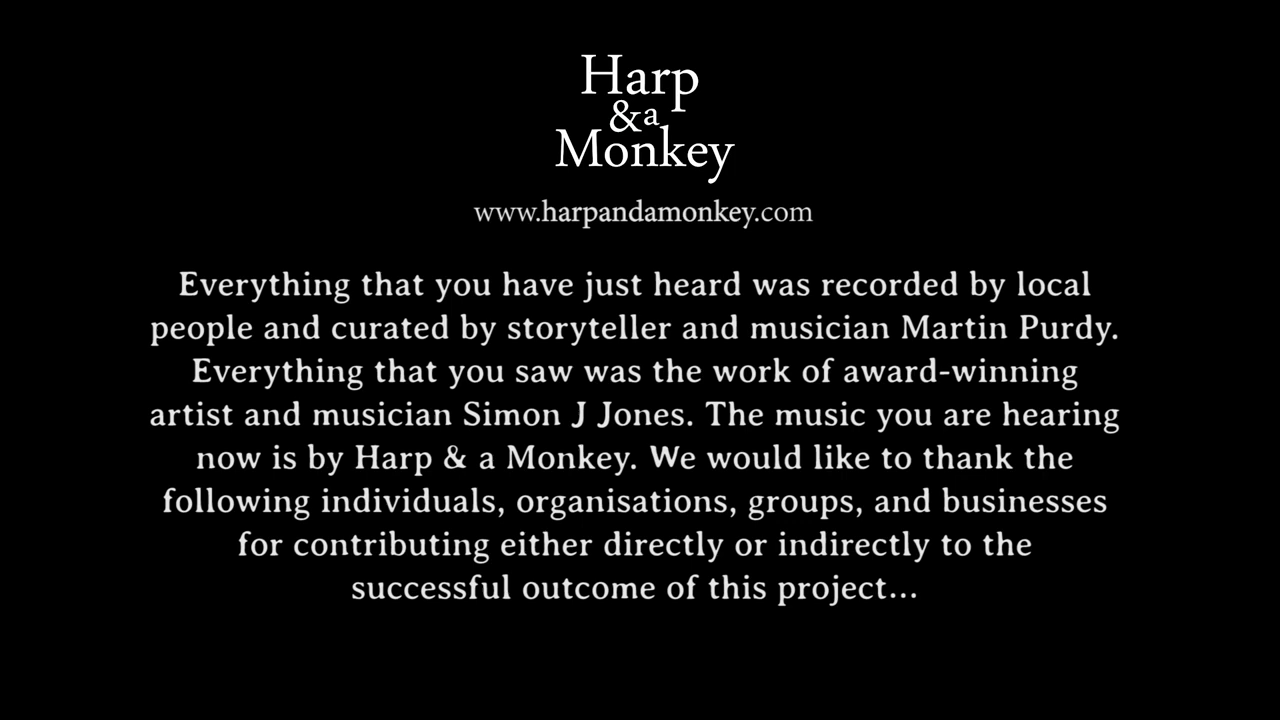 Harp
&a
Monkey
www.harpandamonkey.com
Everything that you have just heard was recorded by local
people and curated by storyteller and musician Martin Purdy.
Everything that you saw was the work of award-winning
artist and musician Simon J Jones. The music you are hearing
now is by Harp & a Monkey. We would like to thank the
following individuals, organisations, groups, and businesses
for contributing either directly or indirectly to the
successful outcome of this project...